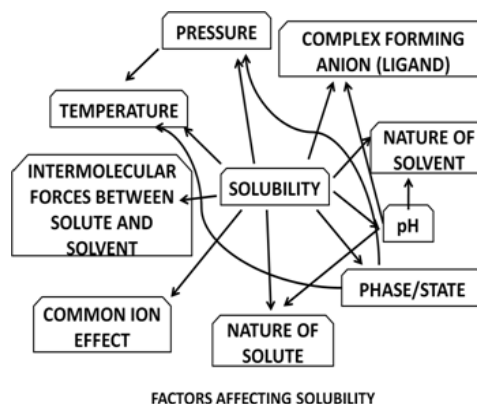 PRESSURE
COMPLEX FORMING
ANION (LIGAND)
TEMPERATURE
NATURE OF
SOLVENT
INTERMOLECULAR
FORCES BETWEEN
SOLUTE AND
SOLVENT
SOLUBILITY
pH
PHASE/STATE
COMMON ION
EFFECT
NATURE OF
SOLUTE
FACTORS AFFECTING SOLUBILITY